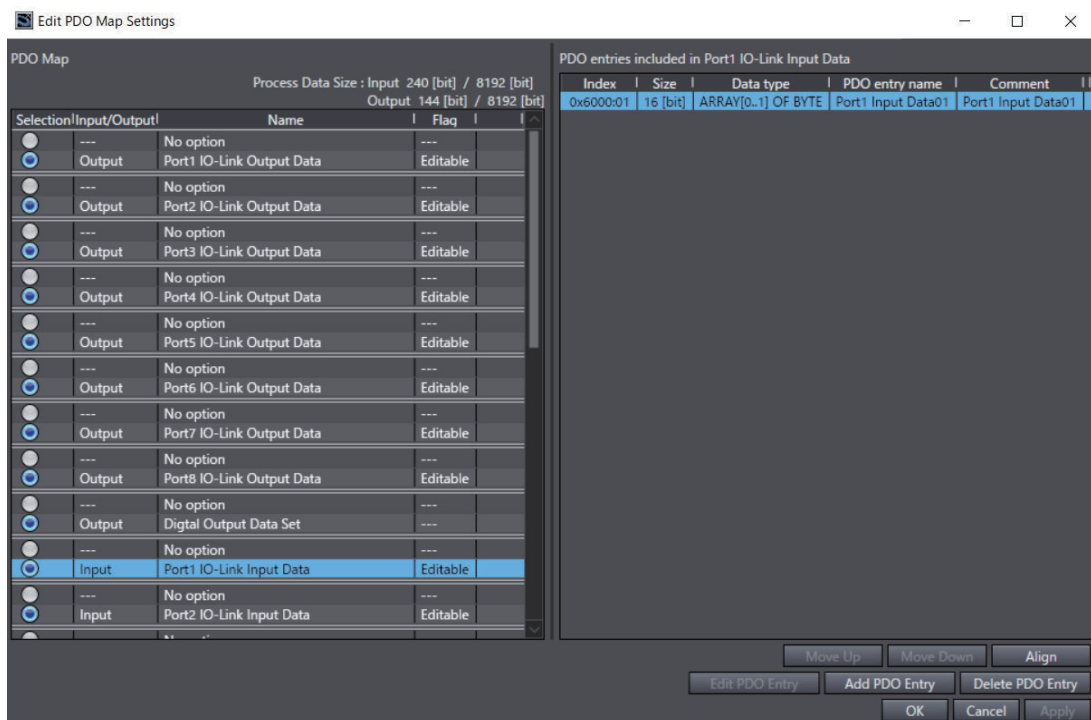 Edit PDO Map Settings
PDO Map
Process Data Size : Input 240 [bit] / 8192 [bit]
Output 144 [bit] / 8192 [bit]
Selection Input/Output Name Flag
--- No option ---
Output Port1 IO-Link Output Data Editable
--- No option ---
Output Port2 IO-Link Output Data Editable
--- No option ---
Output Port3 IO-Link Output Data Editable
--- No option ---
Output Port4 IO-Link Output Data Editable
--- No option ---
Output Port5 IO-Link Output Data Editable
--- No option ---
Output Port6 IO-Link Output Data Editable
--- No option ---
Output Port7 IO-Link Output Data Editable
--- No option ---
Output Port8 IO-Link Output Data Editable
--- No option ---
Output Digtal Output Data Set ---
--- No option ---
Input Port1 IO-Link Input Data Editable
--- No option ---
Input Port2 IO-Link Input Data Editable
PDO entries included in Port1 IO-Link Input Data
Index Size Data type PDO entry name Comment
0x6000:01 16 [bit] ARRAY[0..1] OF BYTE Port1 Input Data01 Port1 Input Data01
Move Up Move Down Align
Edit PDO Entry Add PDO Entry Delete PDO Entry
OK Cancel Apply